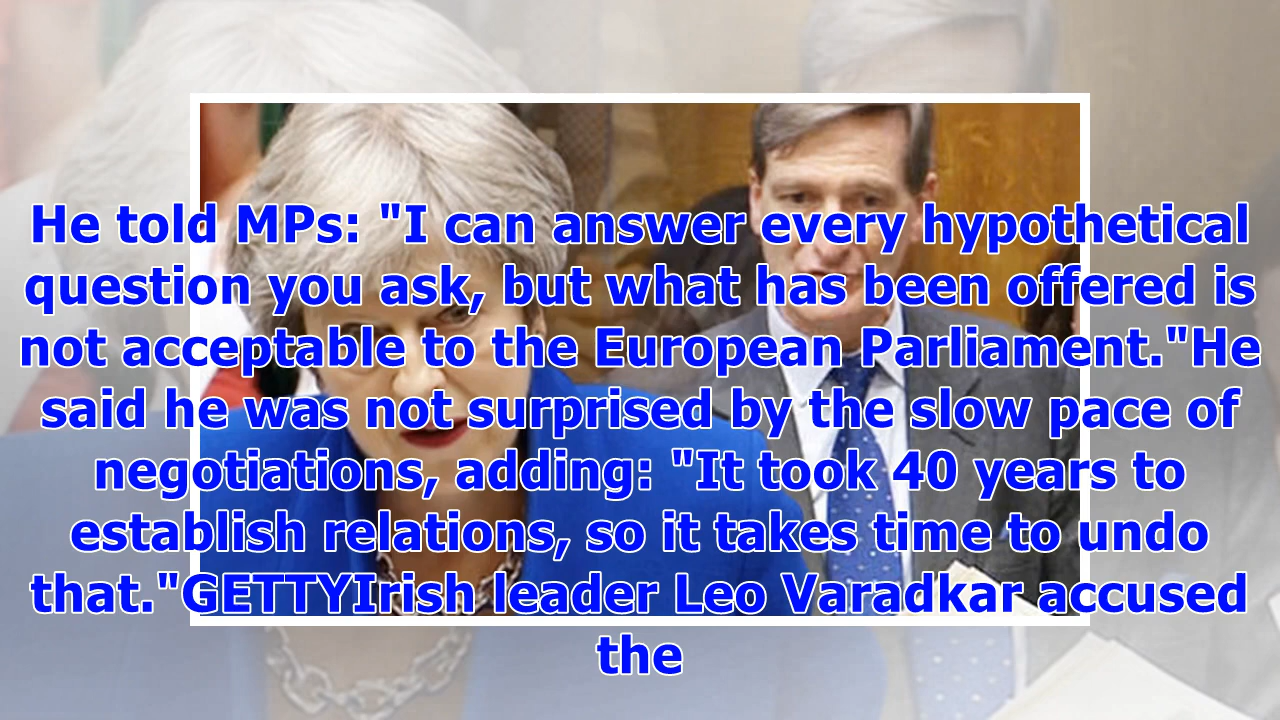 He told MPs: "I can answer every hypothetical
question you ask, but what has been offered is
not acceptable to the European Parliament."He
said he was not surprised by the slow pace of
negotiations, adding: "It took 40 years to
establish relations, so it takes time to undo
that."GETTYIrish leader Leo Varadkar accused
the